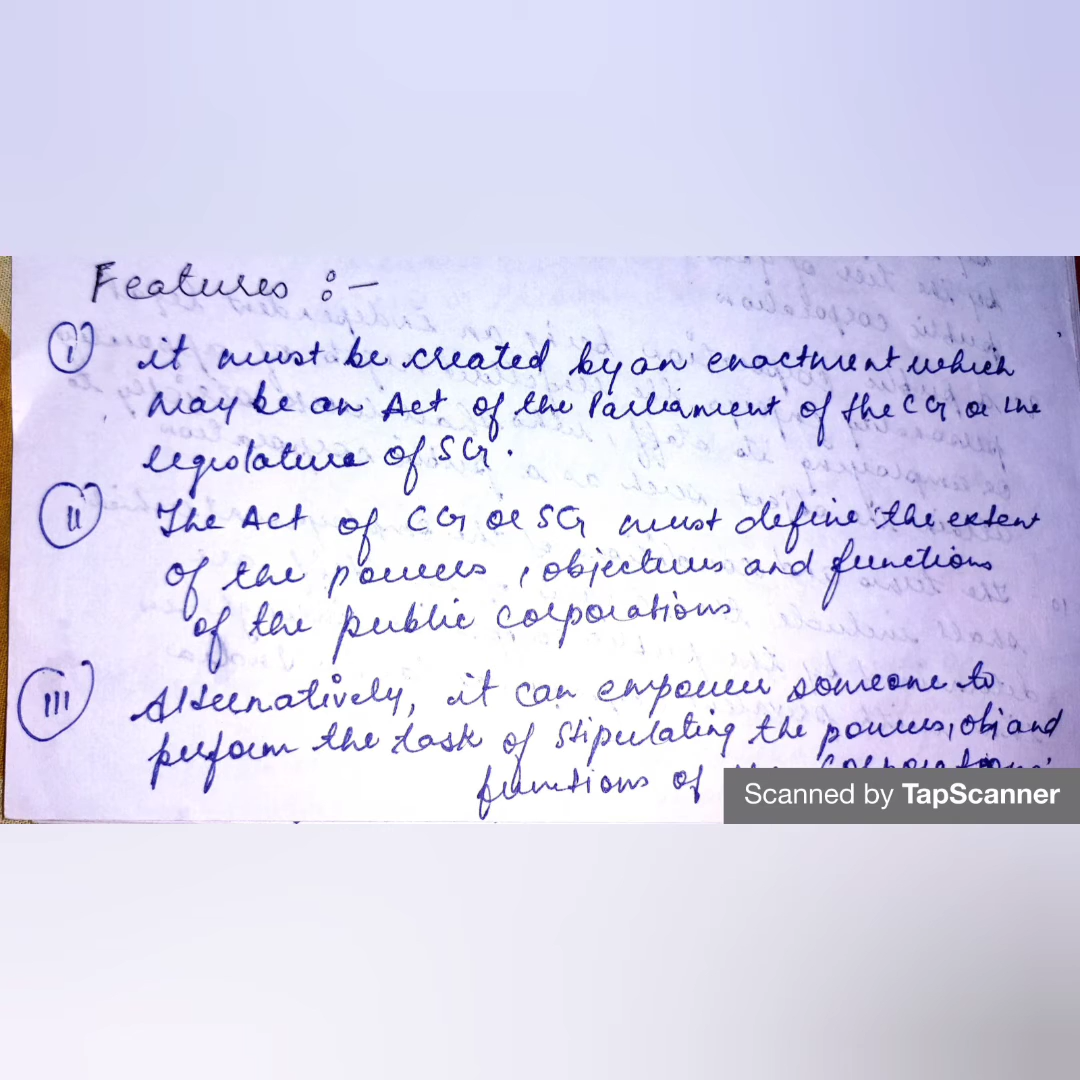 Features :-
(i) it must be created by an enactment which
may be an Act of the Parliament of the CG or the
legislature of SG.
(ii) The Act of CG or SG must define the extent
of the powers, objectives and functions
of the public corporations
(iii) Alternatively, it can empower someone to
perform the task of stipulating the powers, obj and
functions of
Scanned by TapScanner